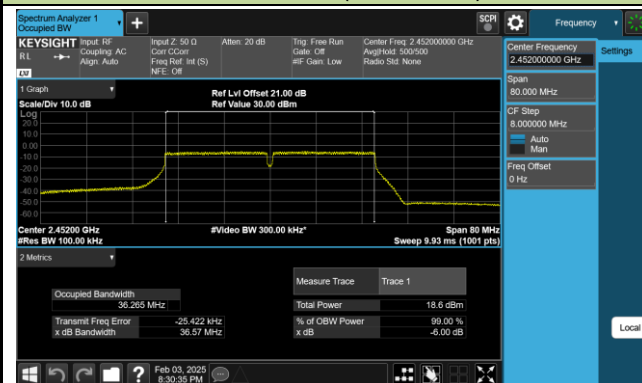 Spectrum Analyzer 1
Occupied BW
SCPI
Frequency
KEYSIGHT
RL
LXI
Input: RF
Coupling: AC
Align: Auto
Input Z: 50 Ω
Corr CCorr
Freq Ref: Int (S)
NFE: Off
Atten: 20 dB
Trig: Free Run
Gate: Off
#IF Gain: Low
Center Freq: 2.452000000 GHz
Avg|Hold: 500/500
Radio Std: None
Center Frequency
2.452000000 GHz
Settings
Span
80.000 MHz
CF Step
8.000000 MHz
Auto
Man
Freq Offset
0 Hz
1 Graph
Scale/Div 10.0 dB
Ref Lvl Offset 21.00 dB
Ref Value 30.00 dBm
Log
20.0
10.0
0.00
-10.0
-20.0
-30.0
-40.0
-50.0
-60.0
Center 2.45200 GHz
#Res BW 100.00 kHz
#Video BW 300.00 kHz*
Span 80 MHz
Sweep 9.93 ms (1001 pts)
2 Metrics
Measure Trace Trace 1
Occupied Bandwidth
36.265 MHz
Total Power 18.6 dBm
Transmit Freq Error -25.422 kHz
% of OBW Power 99.00 %
x dB Bandwidth 36.57 MHz
x dB -6.00 dB
Local
?
Feb 03, 2025
8:30:35 PM